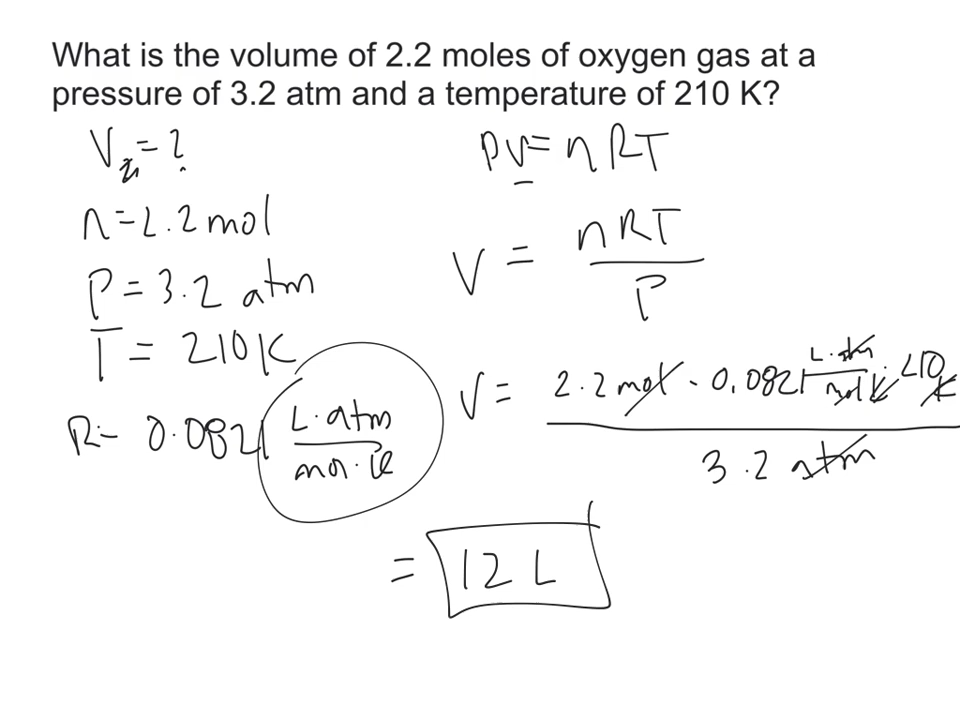 What is the volume of 2.2 moles of oxygen gas at a
pressure of 3.2 atm and a temperature of 210 K?
V = ?
PV = nRT
n = 2.2 mol
V = nRT / P
P = 3.2 atm
T = 210K
V = 2.2 mol · 0.0821 L·atm / mol K · 210 K / 3.2 atm
R = 0.0821 L·atm / mol·K
= 12 L